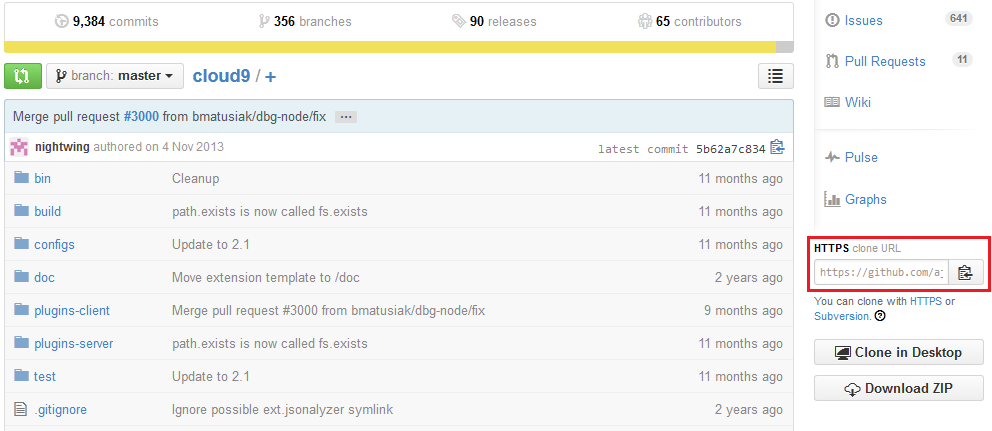 9,384 commits 356 branches 90 releases 65 contributors
branch: master cloud9 / +
Merge pull request #3000 from bmatusiak/dbg-node/fix ...
nightwing authored on 4 Nov 2013 latest commit 5b62a7c834
bin Cleanup 11 months ago
build path.exists is now called fs.exists 11 months ago
configs Update to 2.1 11 months ago
doc Move extension template to /doc 2 years ago
plugins-client Merge pull request #3000 from bmatusiak/dbg-node/fix 9 months ago
plugins-server path.exists is now called fs.exists 11 months ago
test Update to 2.1 11 months ago
.gitignore Ignore possible ext.jsonalyzer symlink 2 years ago
Issues 641
Pull Requests 11
Wiki
Pulse
Graphs
HTTPS clone URL
https://github.com/aj
You can clone with HTTPS or
Subversion. ?
Clone in Desktop
Download ZIP